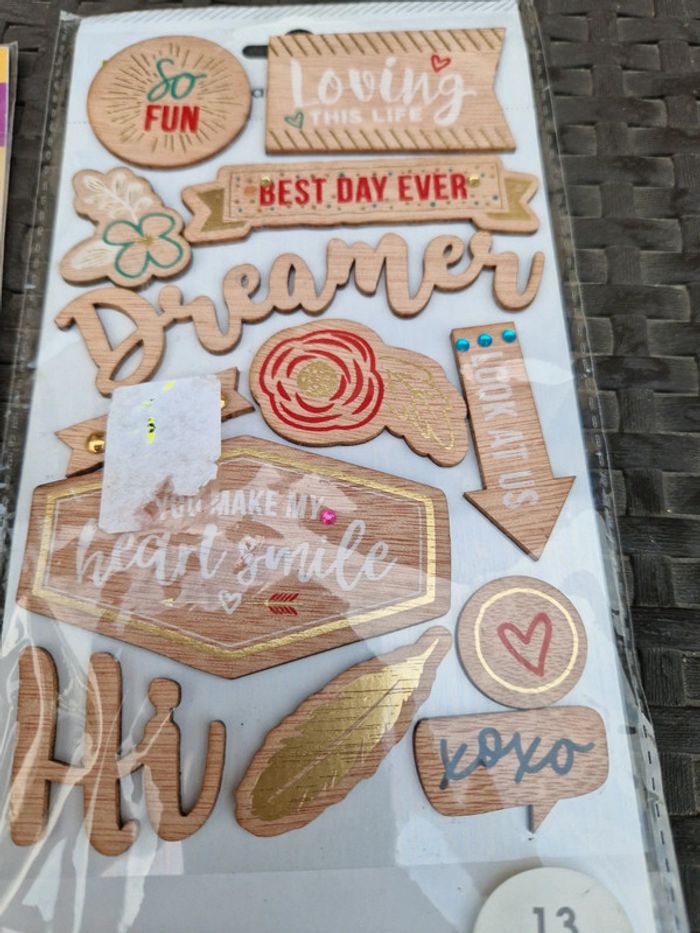 So
FUN
Loving
THIS LIFE
BEST DAY EVER
Dreamer
LOOK AT US
YOU MAKE MY
heart smile
Hi
xoxo
13